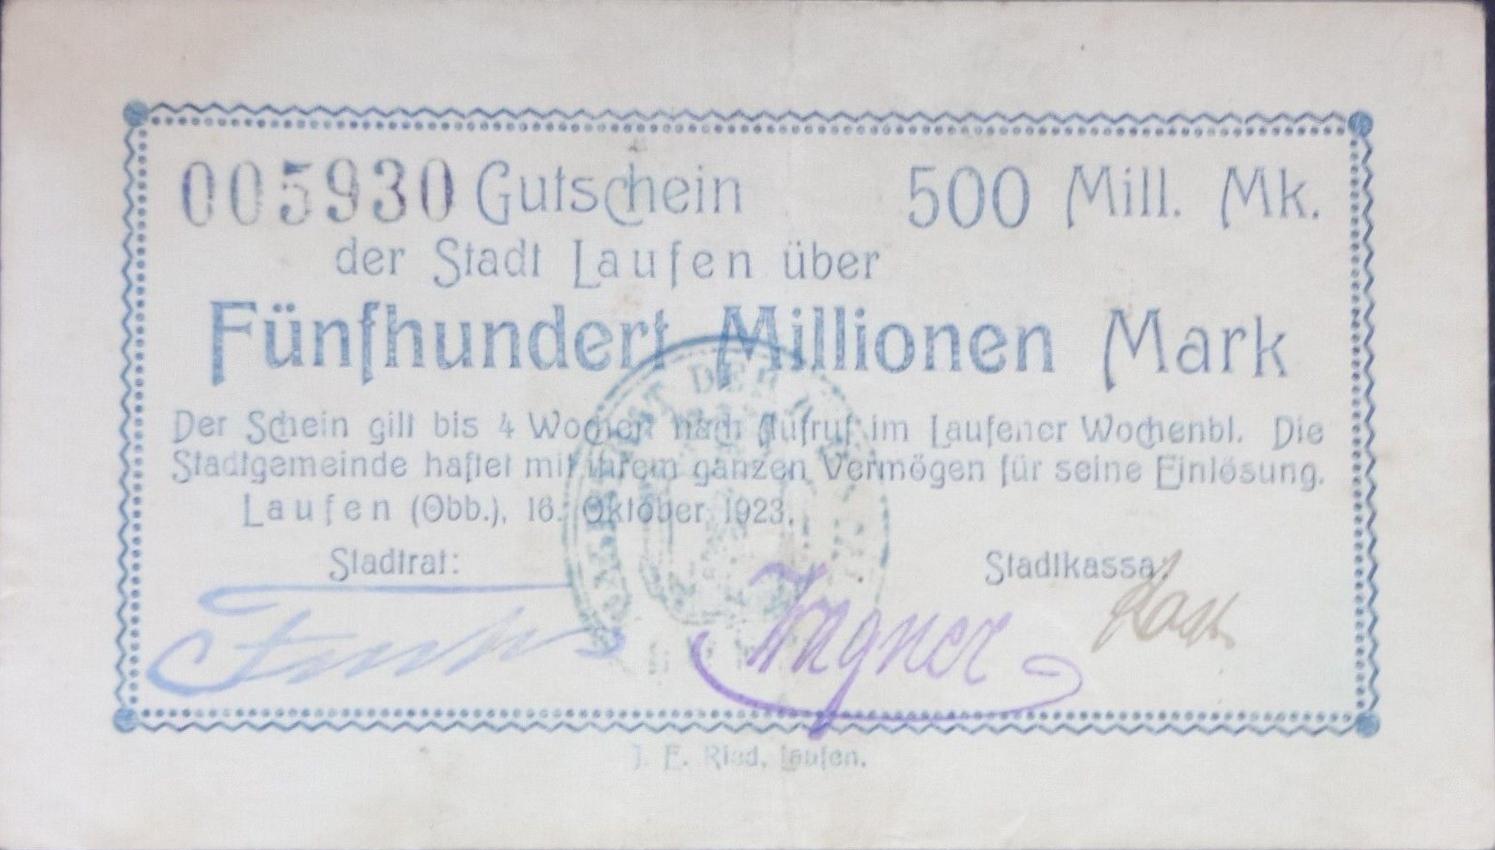 005930 Gutschein 500 Mill. Mk.
der Stadt Laufen über
Fünfhundert Millionen Mark
Der Schein gilt bis 4 Wochen nach Aufruf im Laufener Wochenbl. Die
Stadtgemeinde haftet mit ihrem ganzen Vermögen für seine Einlösung.
Laufen (Obb.), 16. Oktober 1923.
Stadtrat: Stadtkassa:
Wagner
DER
J. E. Ried, Laufen.